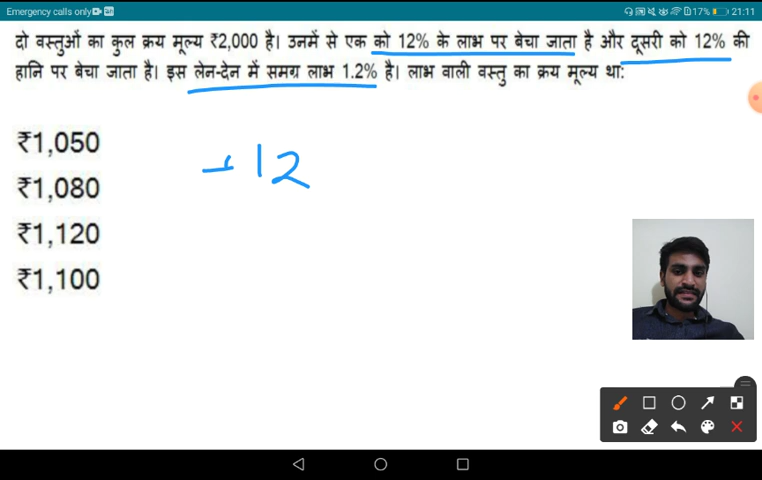 Emergency calls only 17% 21:11
दो वस्तुओं का कुल क्रय मूल्य ₹2,000 है। उनमें से एक को 12% के लाभ पर बेचा जाता है और दूसरी को 12% की
हानि पर बेचा जाता है। इस लेन-देन में समग्र लाभ 1.2% है। लाभ वाली वस्तु का क्रय मूल्य था:
₹1,050
+12
₹1,080
₹1,120
₹1,100